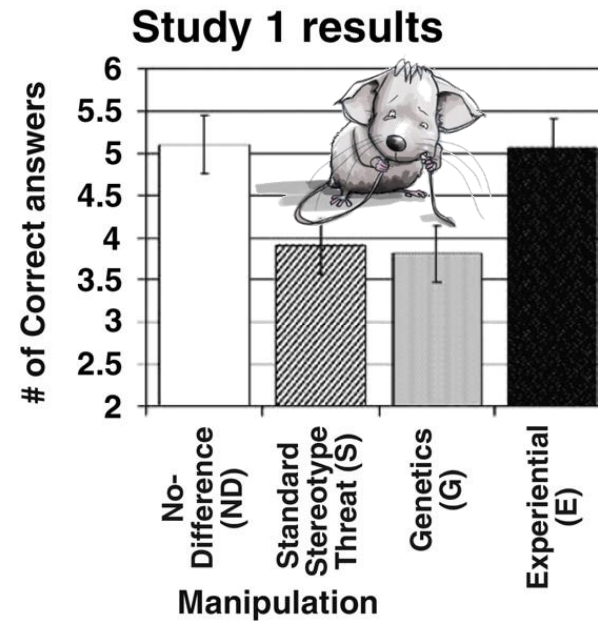 Study 1 results
# of Correct answers
6
5.5
5
4.5
4
3.5
3
2.5
2
No-
Difference
(ND)
Standard
Stereotype
Threat (S)
Genetics
(G)
Experiential
(E)
Manipulation